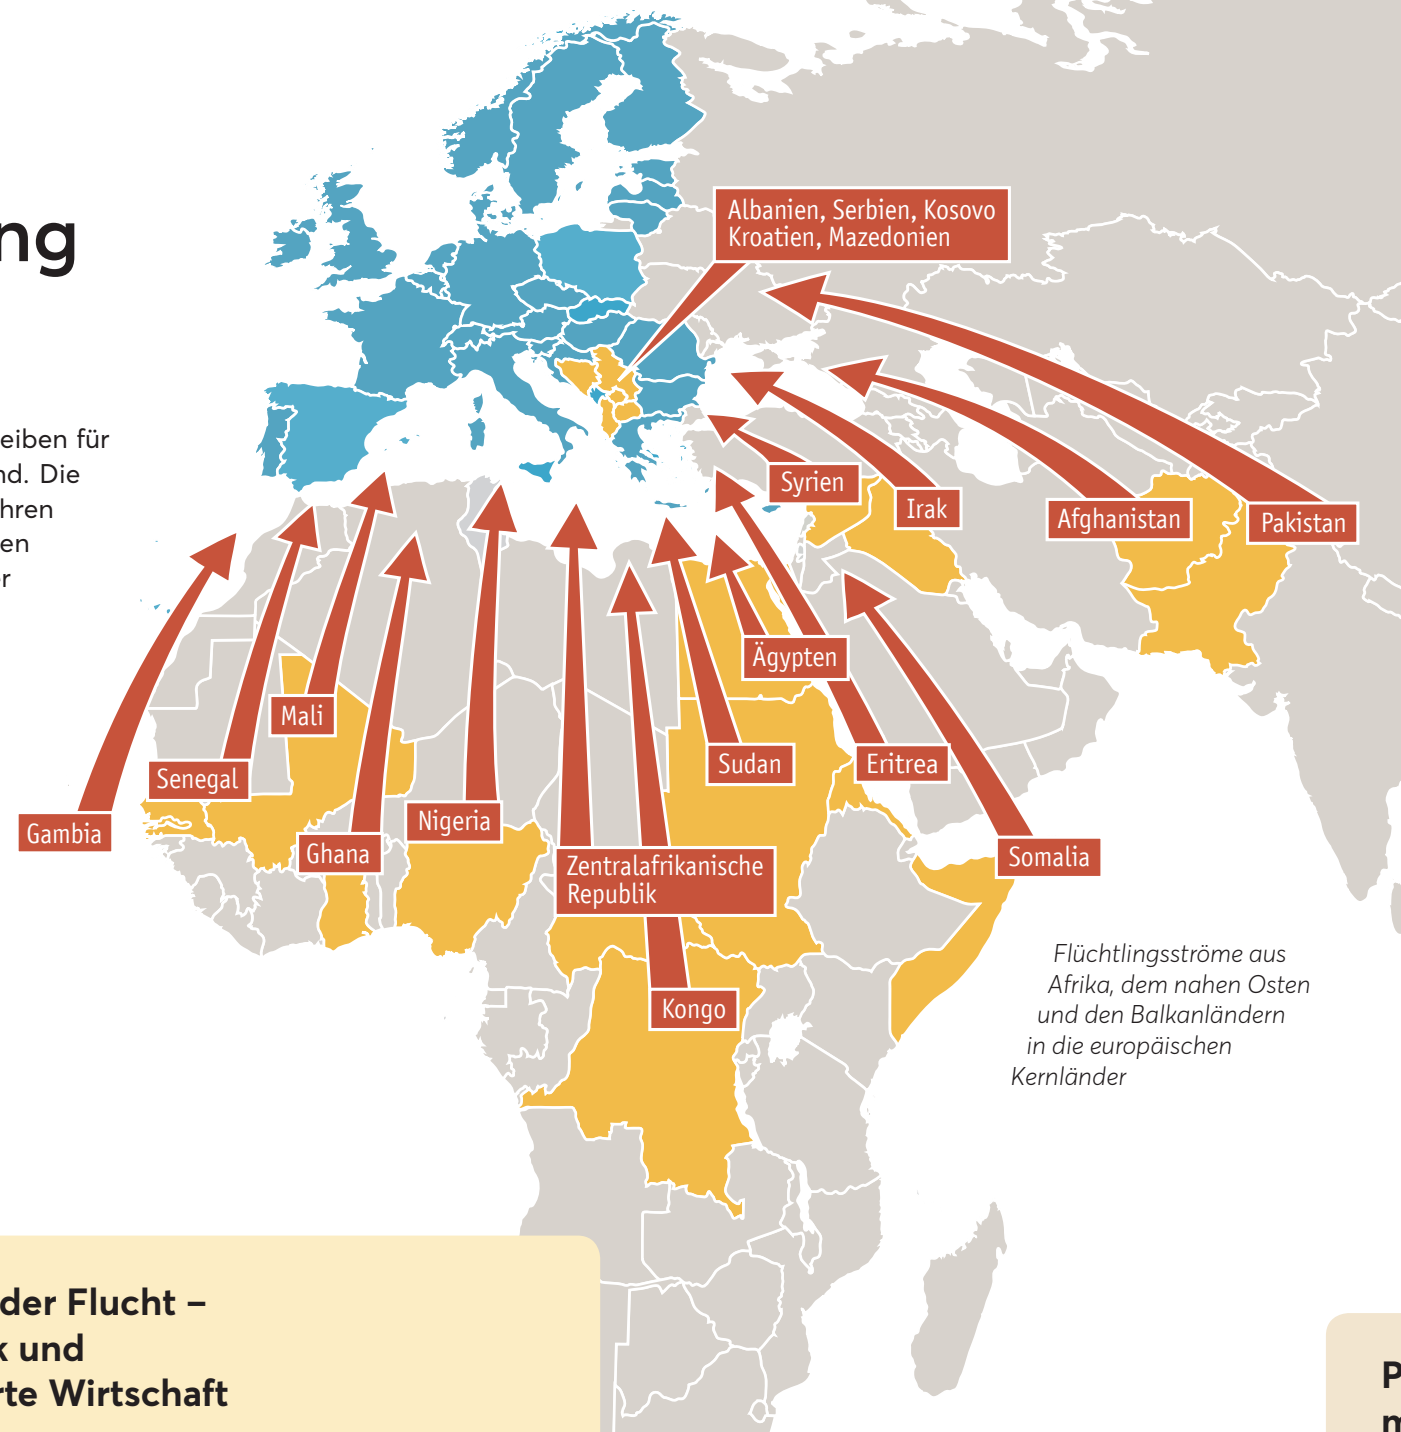 ng
eiben für
nd. Die
hren
en
r
Albanien, Serbien, Kosovo
Kroatien, Mazedonien
Syrien
Irak
Afghanistan
Pakistan
Ägypten
Mali
Senegal
Sudan
Eritrea
Gambia
Nigeria
Ghana
Somalia
Zentralafrikanische
Republik
Kongo
Flüchtlingsströme aus
Afrika, dem nahen Osten
und den Balkanländern
in die europäischen
Kernländer
der Flucht –
k und
rte Wirtschaft
P
m